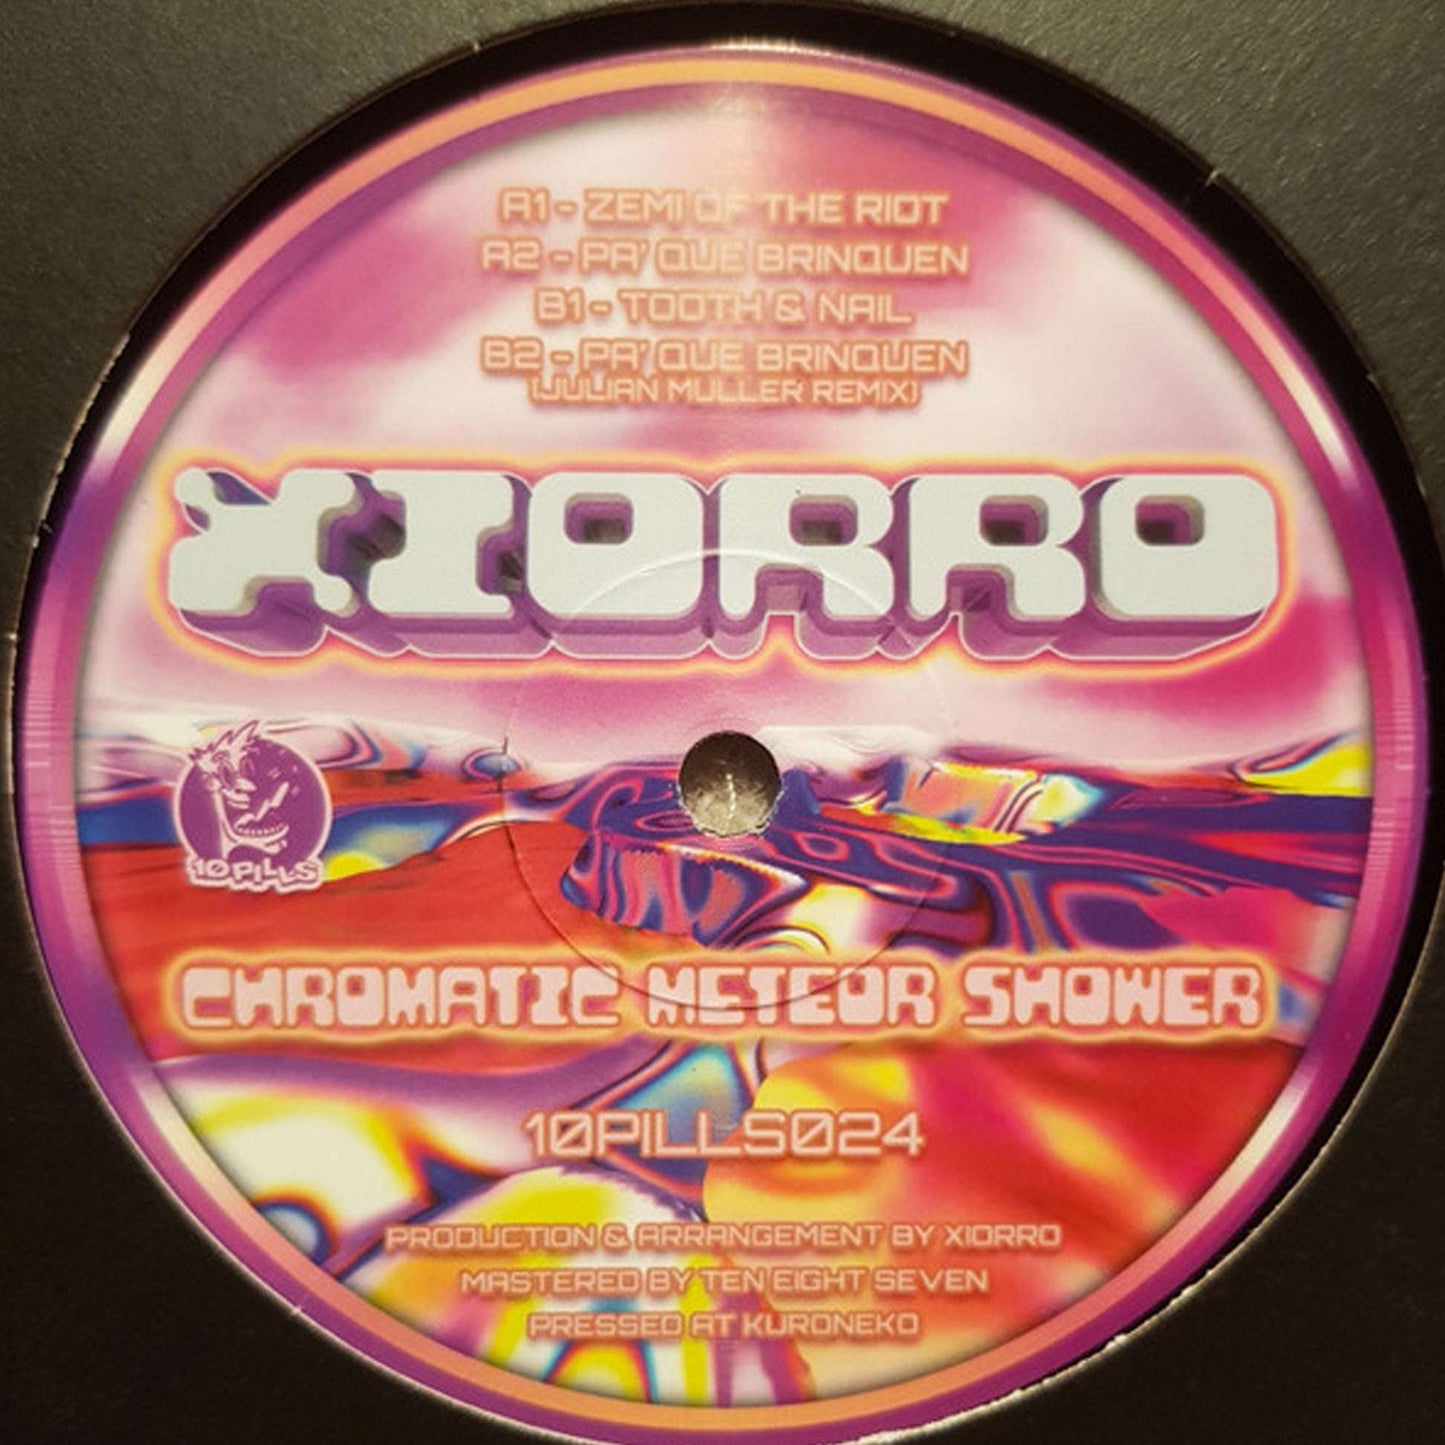 A1 - ZEMI OF THE RIOT
A2 - PA' QUE BRINQUEN
B1 - TOOTH & NAIL
B2 - PA' QUE BRINQUEN
(JULIAN MULLER REMIX)
XIORRO
10PILLS
CHROMATIC METEOR SHOWER
10PILLS024
PRODUCTION & ARRANGEMENT BY XIORRO
MASTERED BY TEN EIGHT SEVEN
PRESSED AT KURONEKO